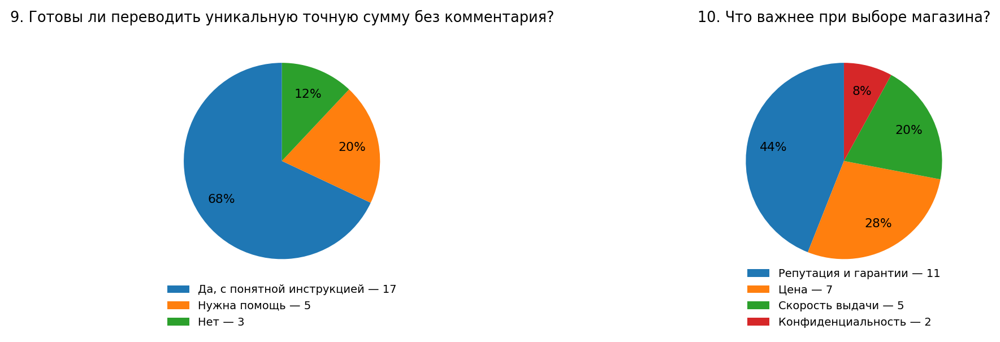 9. Готовы ли переводить уникальную точную сумму без комментария?
12%
20%
68%
Да, с понятной инструкцией — 17
Нужна помощь — 5
Нет — 3
10. Что важнее при выборе магазина?
8%
20%
44%
28%
Репутация и гарантии — 11
Цена — 7
Скорость выдачи — 5
Конфиденциальность — 2